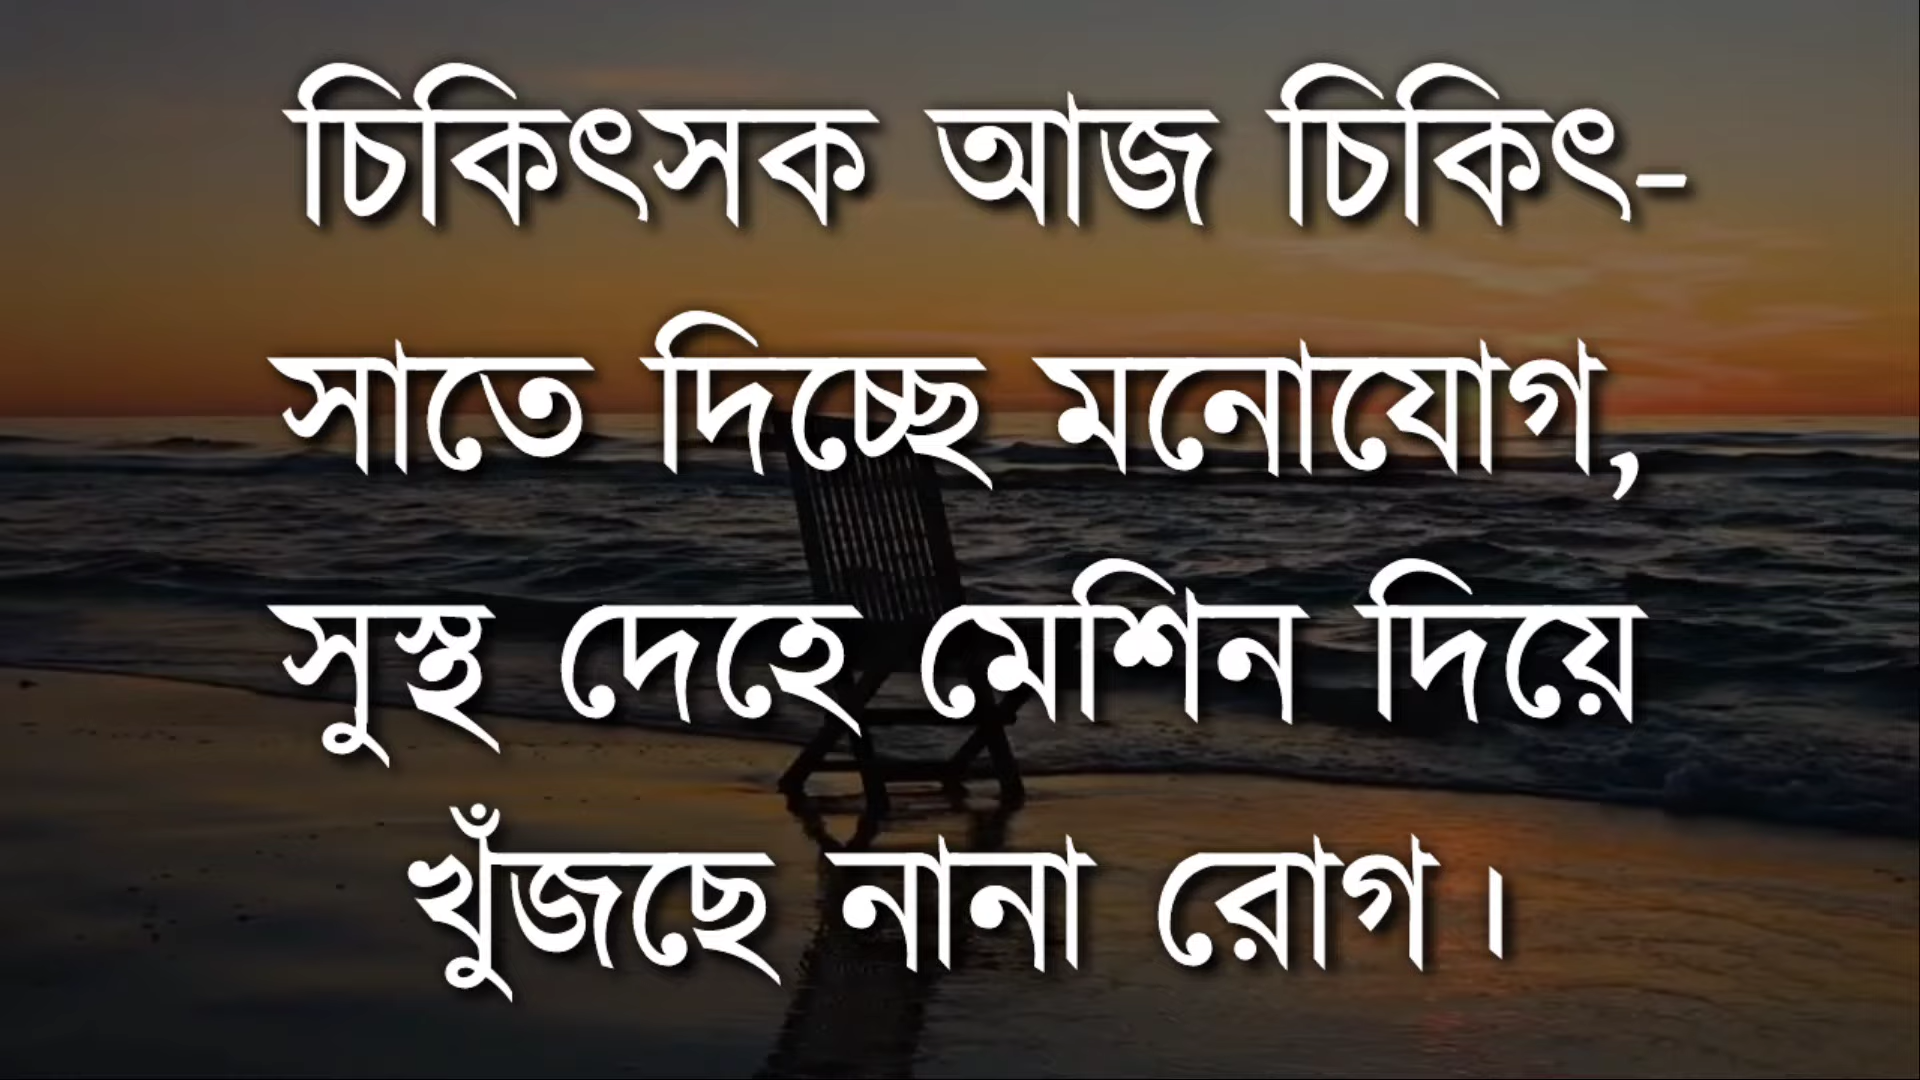 চিকিৎসক আজ চিকিৎ-
সাতে দিচ্ছে মনোযোগ,
সুস্থ দেহে মেশিন দিয়ে
খুঁজছে নানা রোগ।